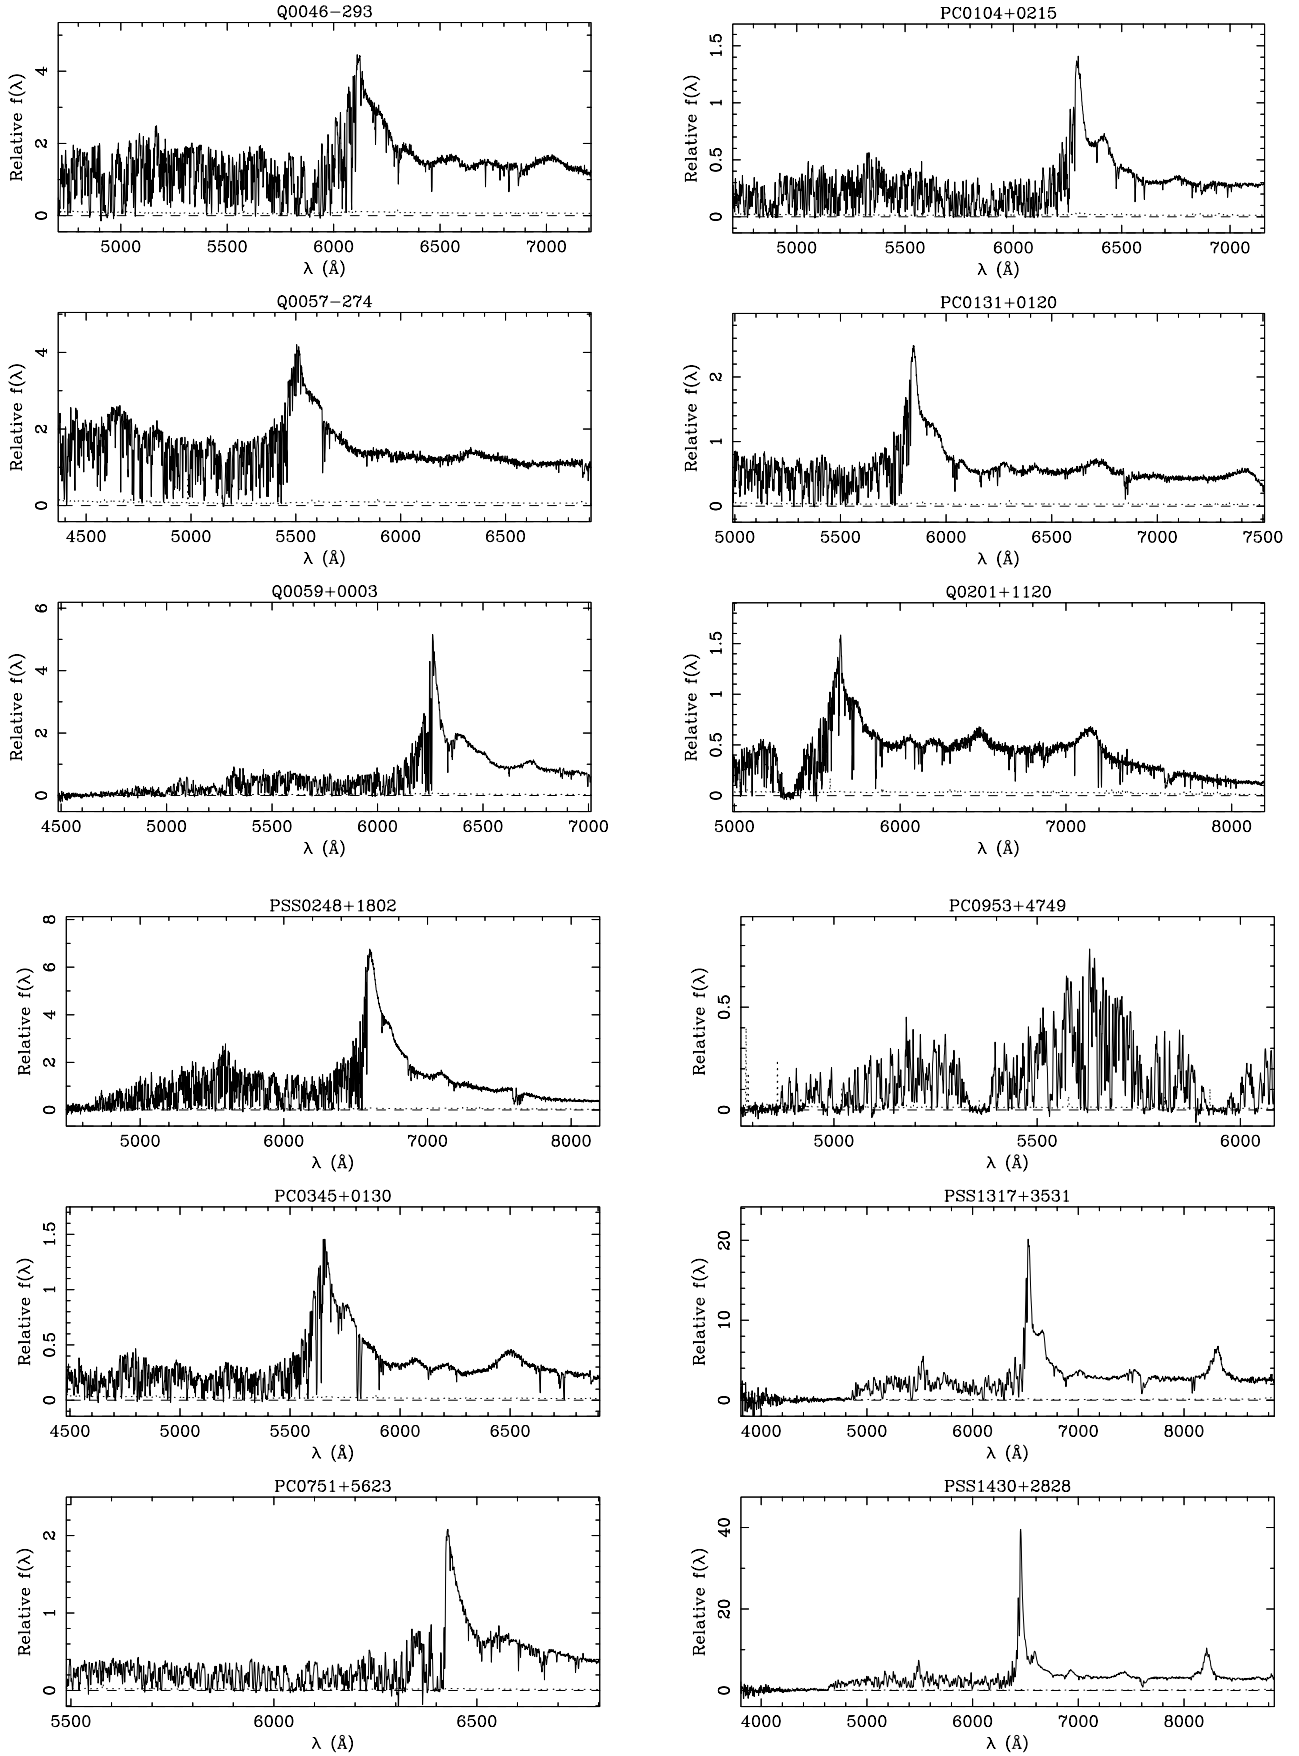 Q0046−293
Relative f(λ)
0 2 4
5000 5500 6000 6500 7000
λ (Å)
PC0104+0215
Relative f(λ)
0 0.5 1 1.5
5000 5500 6000 6500 7000
λ (Å)
Q0057−274
Relative f(λ)
0 2 4
4500 5000 5500 6000 6500
λ (Å)
PC0131+0120
Relative f(λ)
0 1 2
5000 5500 6000 6500 7000 7500
λ (Å)
Q0059+0003
Relative f(λ)
0 2 4 6
4500 5000 5500 6000 6500 7000
λ (Å)
Q0201+1120
Relative f(λ)
0 0.5 1 1.5
5000 6000 7000 8000
λ (Å)
PSS0248+1802
Relative f(λ)
0 2 4 6 8
5000 6000 7000 8000
λ (Å)
PC0953+4749
Relative f(λ)
0 0.5
5000 5500 6000
λ (Å)
PC0345+0130
Relative f(λ)
0 0.5 1 1.5
4500 5000 5500 6000 6500
λ (Å)
PSS1317+3531
Relative f(λ)
0 10 20
4000 5000 6000 7000 8000
λ (Å)
PC0751+5623
Relative f(λ)
0 1 2
5500 6000 6500
λ (Å)
PSS1430+2828
Relative f(λ)
0 20 40
4000 5000 6000 7000 8000
λ (Å)